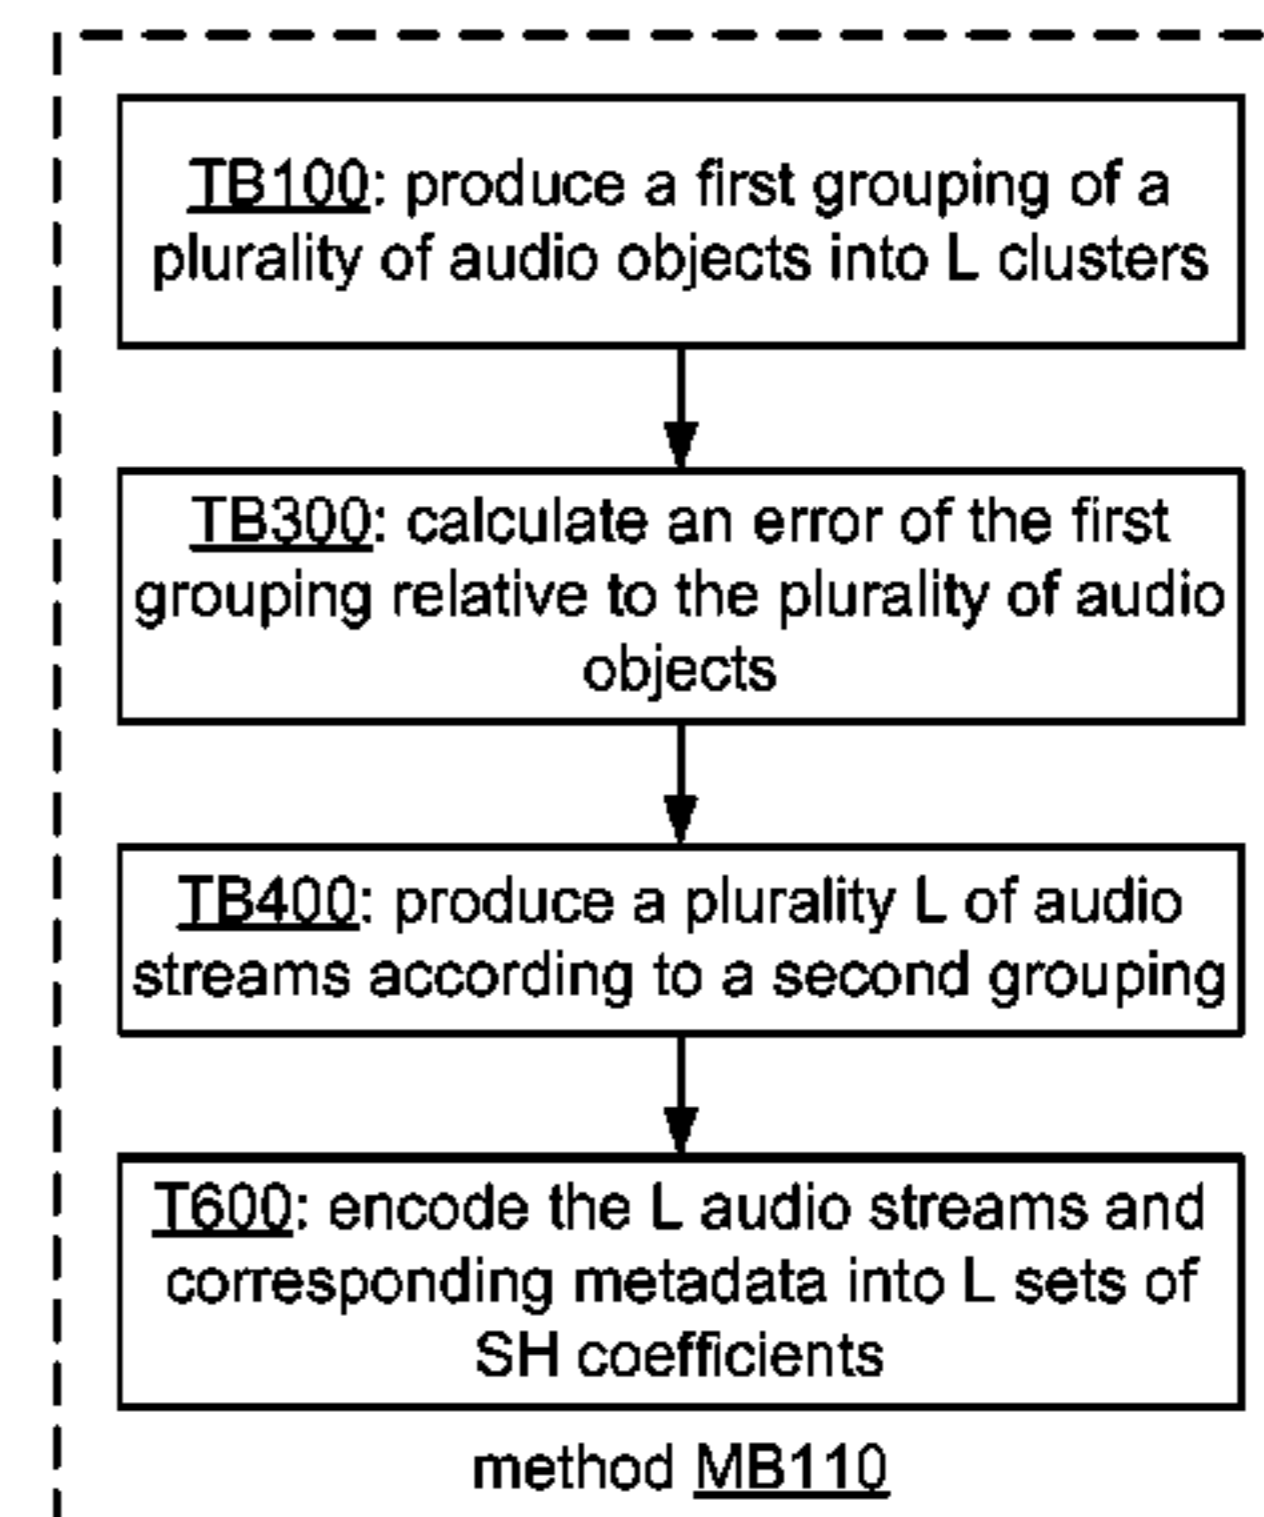 TB100: produce a first grouping of a
plurality of audio objects into L clusters
TB300: calculate an error of the first
grouping relative to the plurality of audio
objects
TB400: produce a plurality L of audio
streams according to a second grouping
T600: encode the L audio streams and
corresponding metadata into L sets of
SH coefficients
method MB110